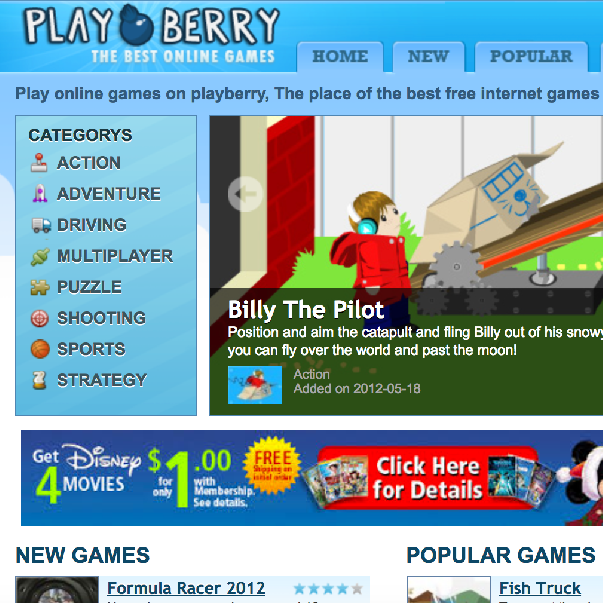 PLAY BERRY
THE BEST ONLINE GAMES
HOME
NEW
POPULAR
Play online games on playberry, The place of the best free internet games
CATEGORYS
ACTION
ADVENTURE
DRIVING
MULTIPLAYER
PUZZLE
SHOOTING
SPORTS
STRATEGY
Billy The Pilot
Position and aim the catapult and fling Billy out of his snowy
you can fly over the world and past the moon!
Action
Added on 2012-05-18
Get
4 MOVIES
Disney
for only
$1.00
with
Membership.
See details.
FREE
Shipping on
initial order
Click Here
for Details
NEW GAMES
POPULAR GAMES
Formula Racer 2012
Fish Truck